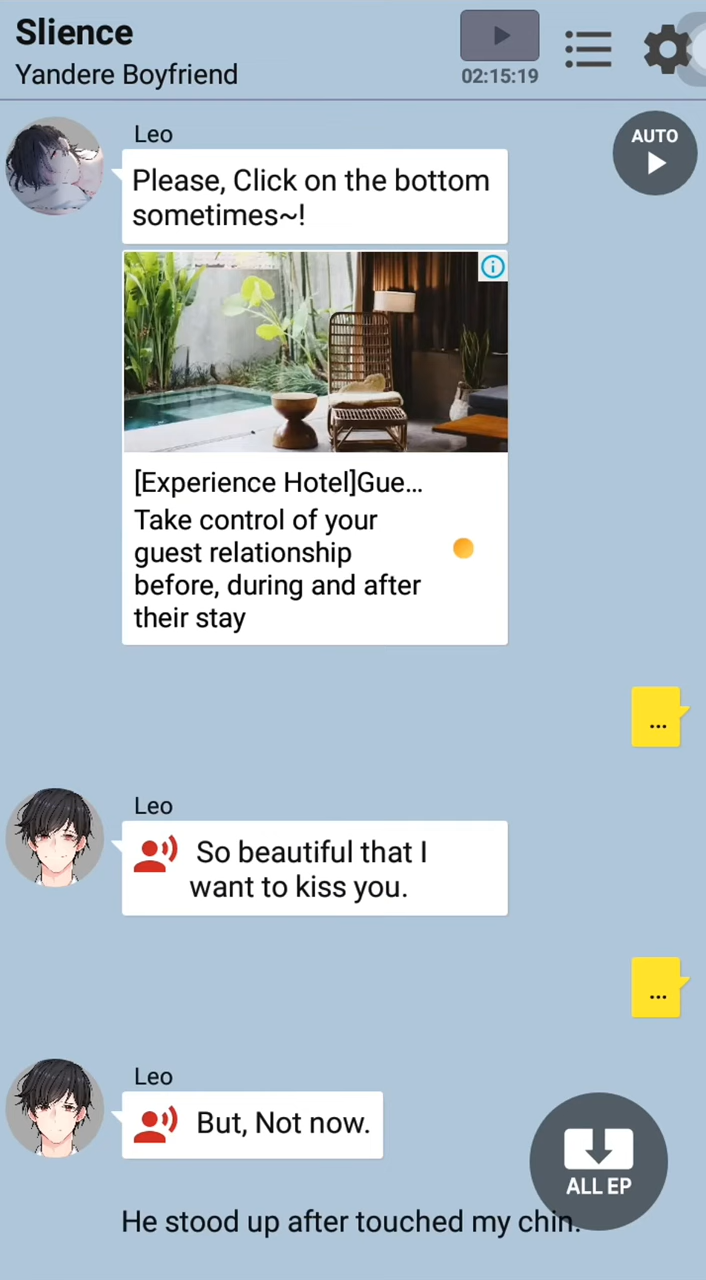 Slience
Yandere Boyfriend
02:15:19
AUTO
Leo
Please, Click on the bottom
sometimes~!
[Experience Hotel]Gue...
Take control of your
guest relationship
before, during and after
their stay
...
Leo
So beautiful that I
want to kiss you.
...
Leo
But, Not now.
ALL EP
He stood up after touched my chin.